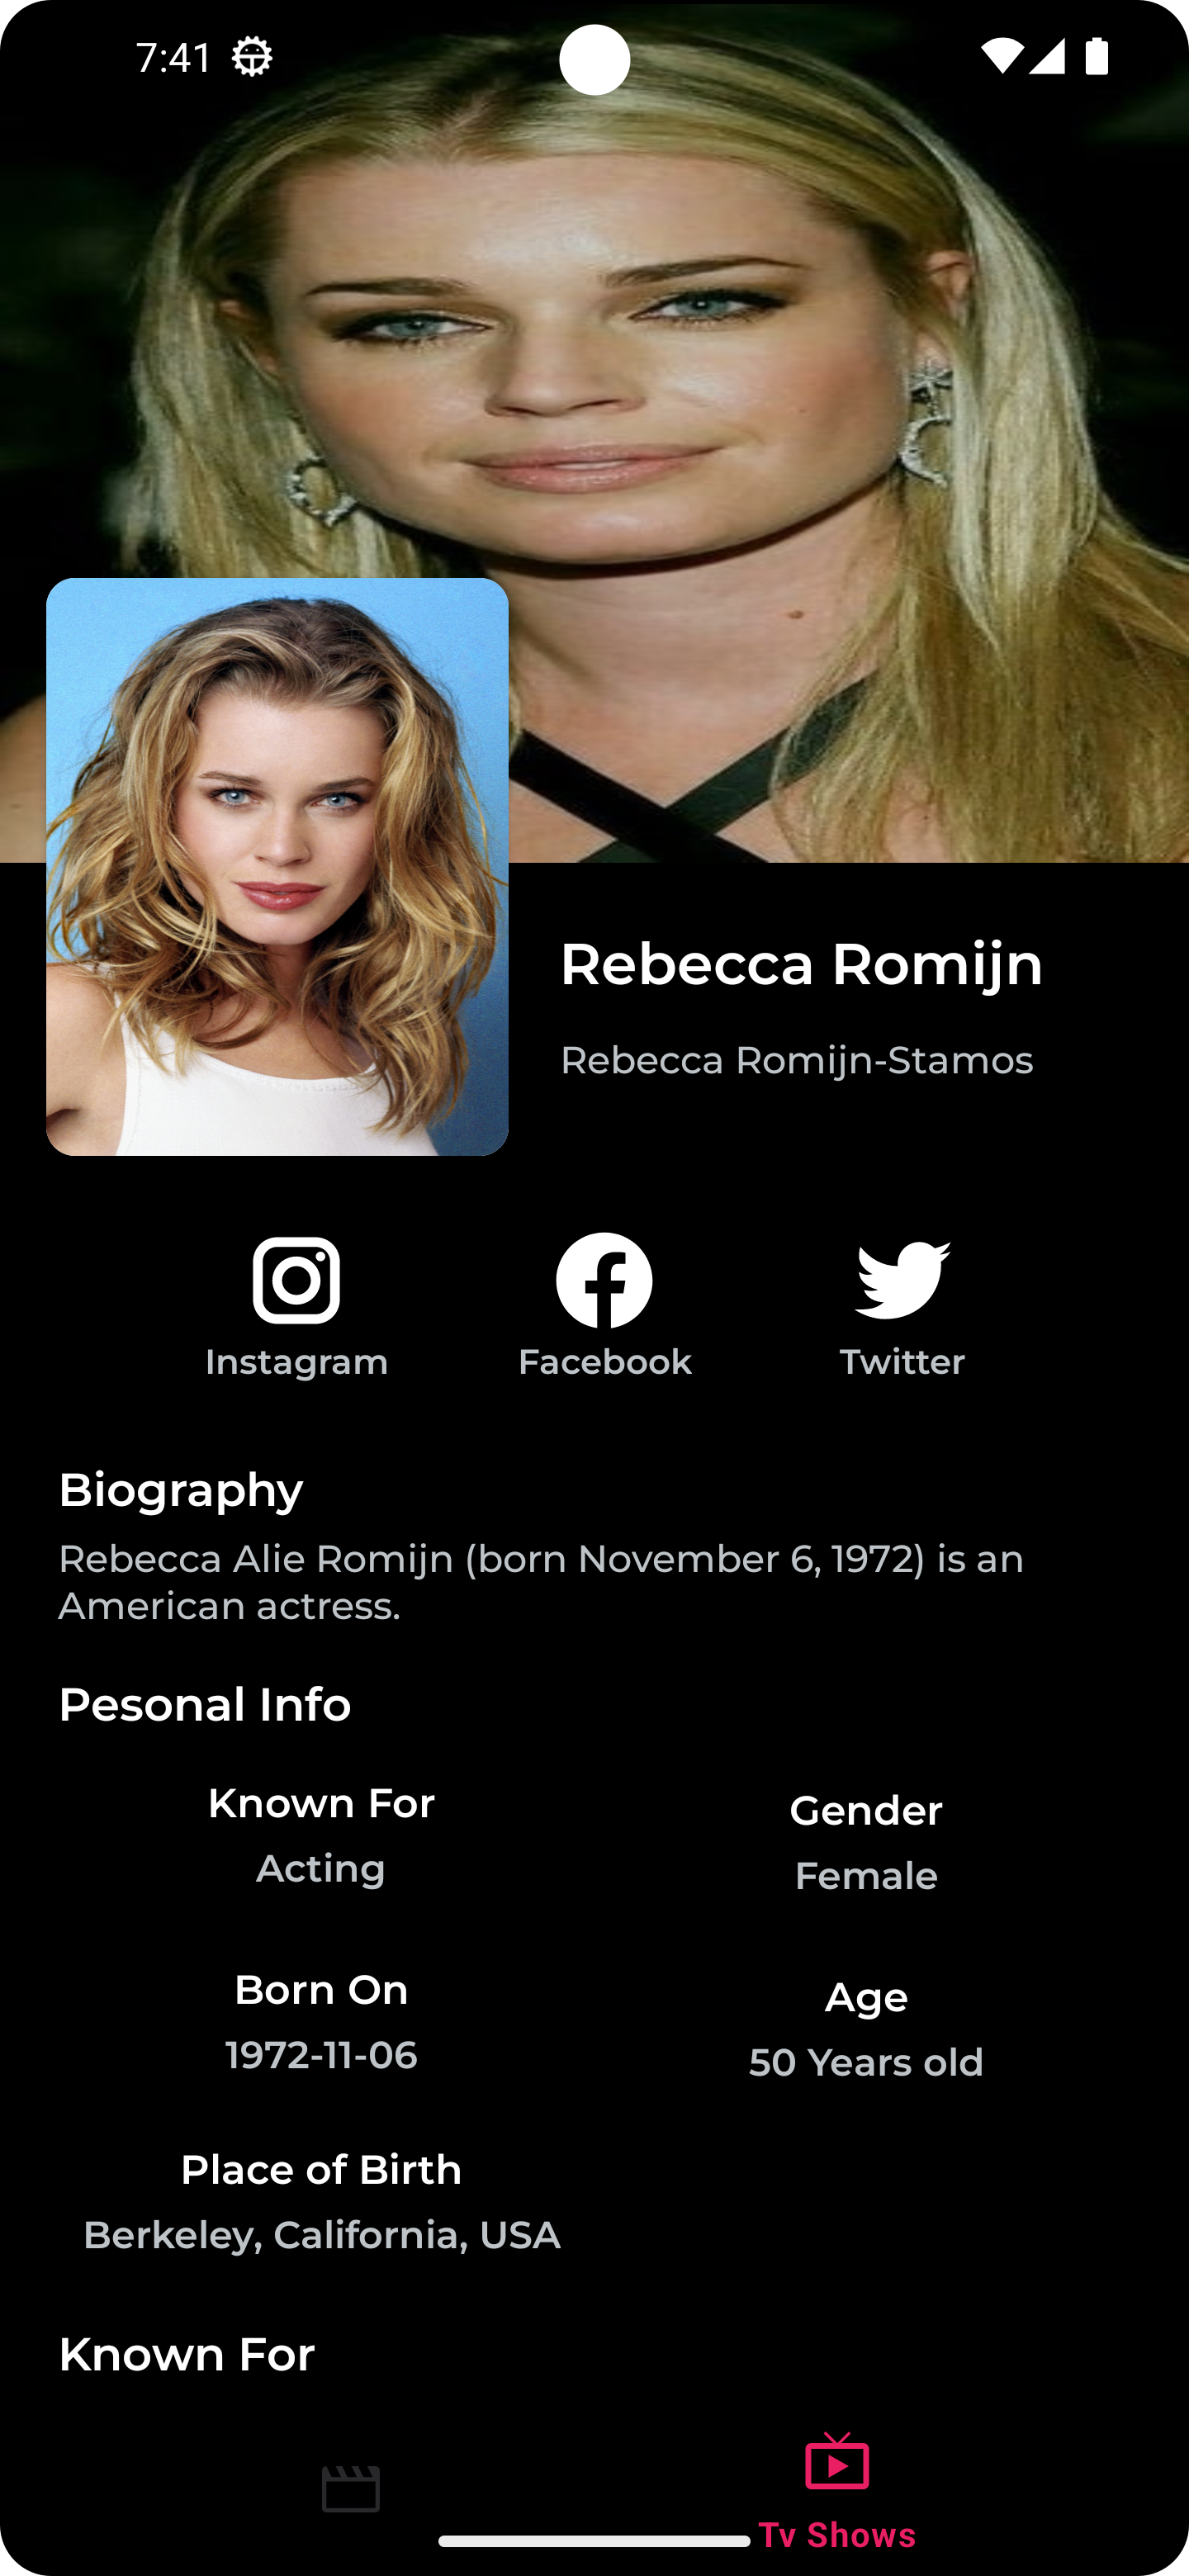 7:41
Rebecca Romijn
Rebecca Romijn-Stamos
Instagram
Facebook
Twitter
Biography
Rebecca Alie Romijn (born November 6, 1972) is an
American actress.
Pesonal Info
Known For
Gender
Acting
Female
Born On
Age
1972-11-06
50 Years old
Place of Birth
Berkeley, California, USA
Known For
Tv Shows